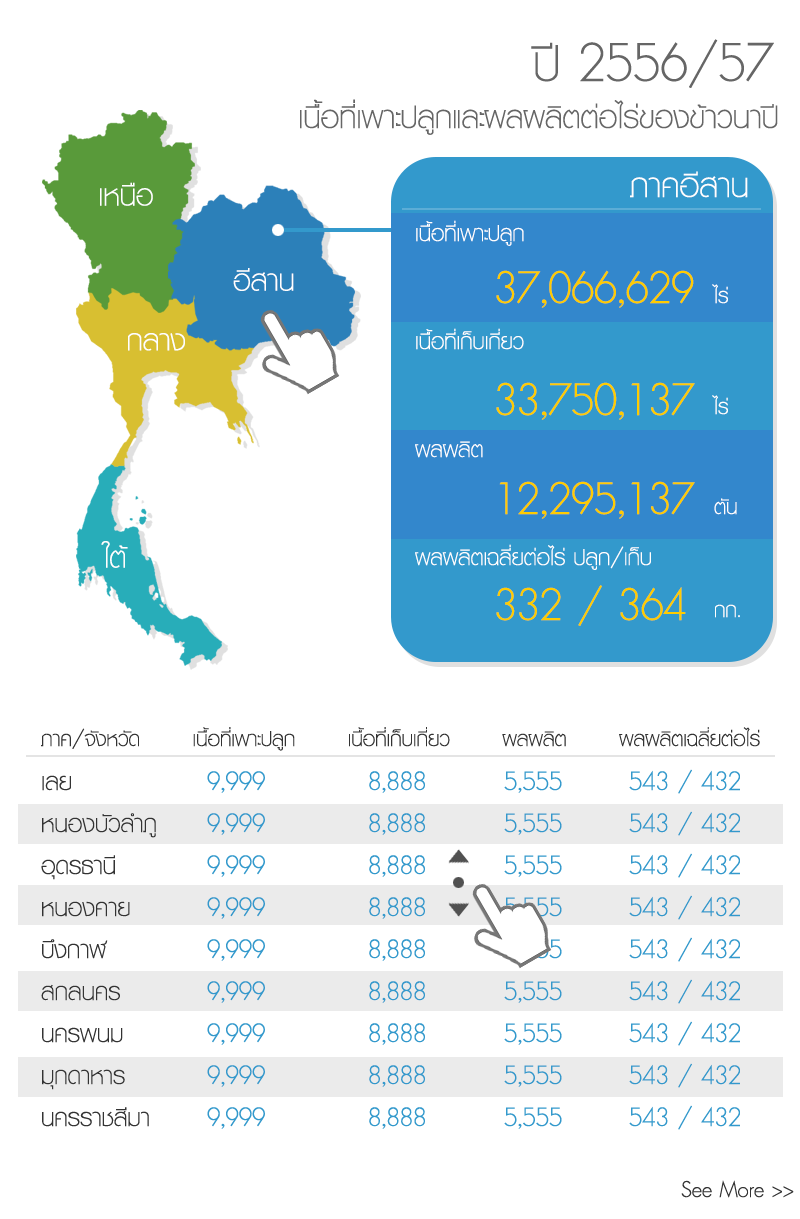 ปี 2556/57
เนื้อที่เพาะปลูกและผลผลิตต่อไร่ของข้าวนาปี
เหนือ
อีสาน
กลาง
ใต้
ภาคอีสาน
เนื้อที่เพาะปลูก
37,066,629 ไร่
เนื้อที่เก็บเกี่ยว
33,750,137 ไร่
ผลผลิต
12,295,137 ตัน
ผลผลิตเฉลี่ยต่อไร่ ปลูก/เก็บ
332 / 364 กก.
ภาค/จังหวัด เนื้อที่เพาะปลูก เนื้อที่เก็บเกี่ยว ผลผลิต ผลผลิตเฉลี่ยต่อไร่
เลย 9,999 8,888 5,555 543 / 432
หนองบัวลำภู 9,999 8,888 5,555 543 / 432
อุดรธานี 9,999 8,888 5,555 543 / 432
หนองคาย 9,999 8,888 5,555 543 / 432
บึงกาฬ 9,999 8,888 543 / 432
สกลนคร 9,999 8,888 5,555 543 / 432
นครพนม 9,999 8,888 5,555 543 / 432
มุกดาหาร 9,999 8,888 5,555 543 / 432
นครราชสีมา 9,999 8,888 5,555 543 / 432
See More >>